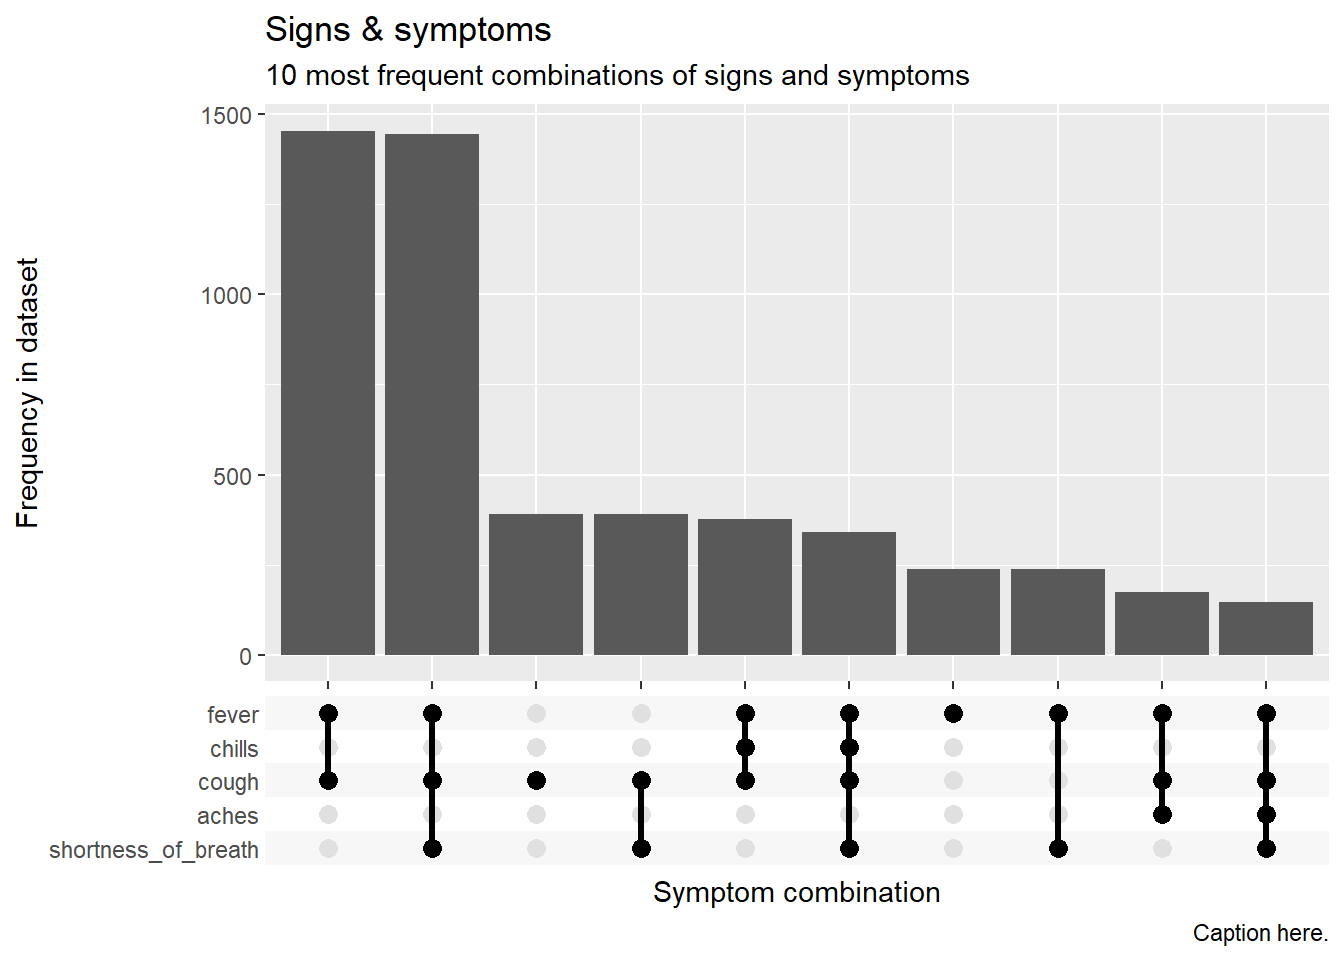 Signs & symptoms
10 most frequent combinations of signs and symptoms
Frequency in dataset
1500
1000
500
0
fever
chills
cough
aches
shortness_of_breath
Symptom combination
Caption here.